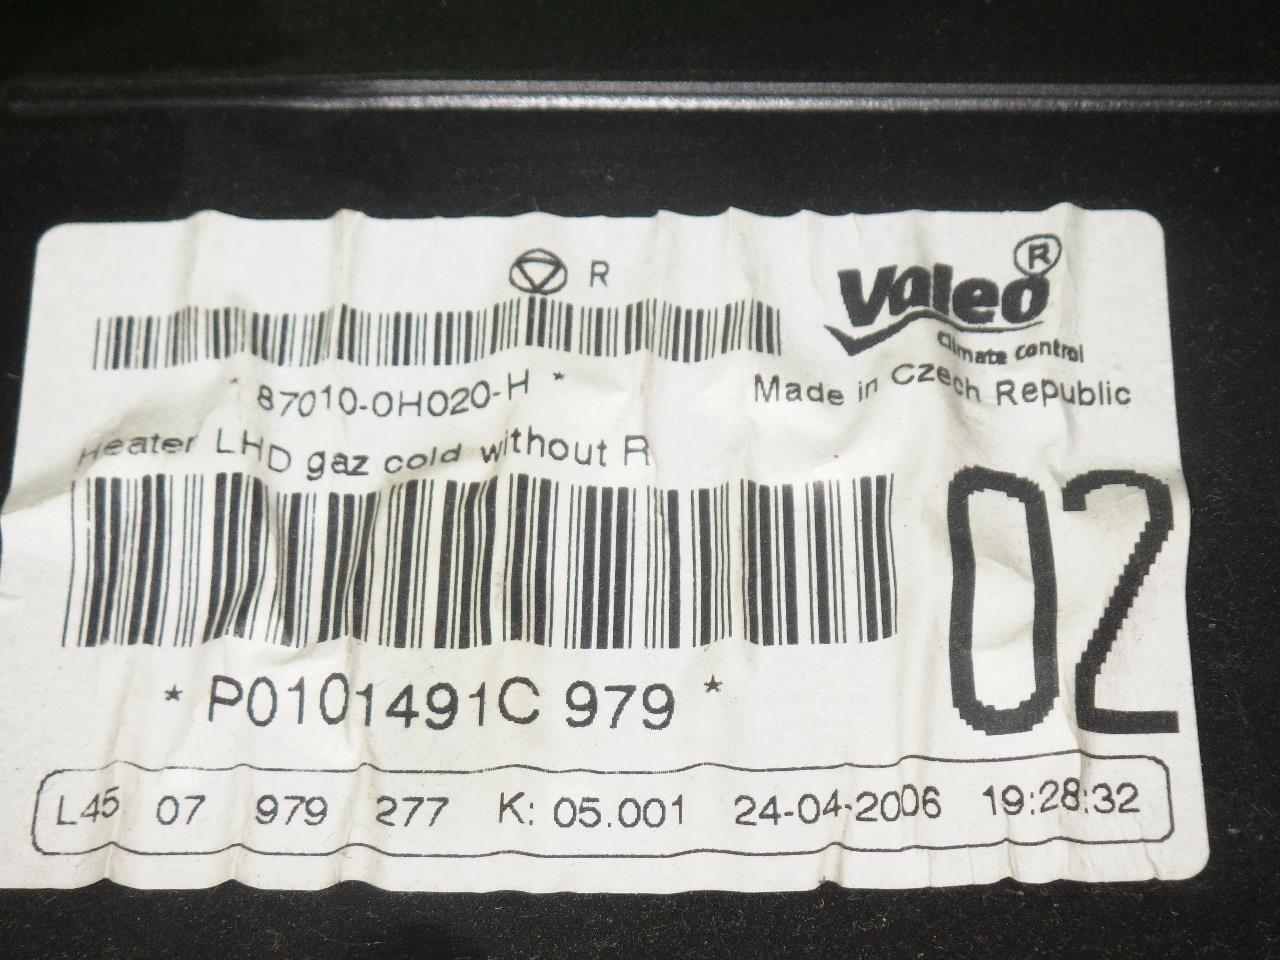 R
Valeo ®
climate control
* 87010-0H020-H *
Made in Czech Republic
Heater LHD gaz cold without R
02
* P0101491C 979 *
L45 07 979 277 K: 05.001 24-04-2006 19:28:32